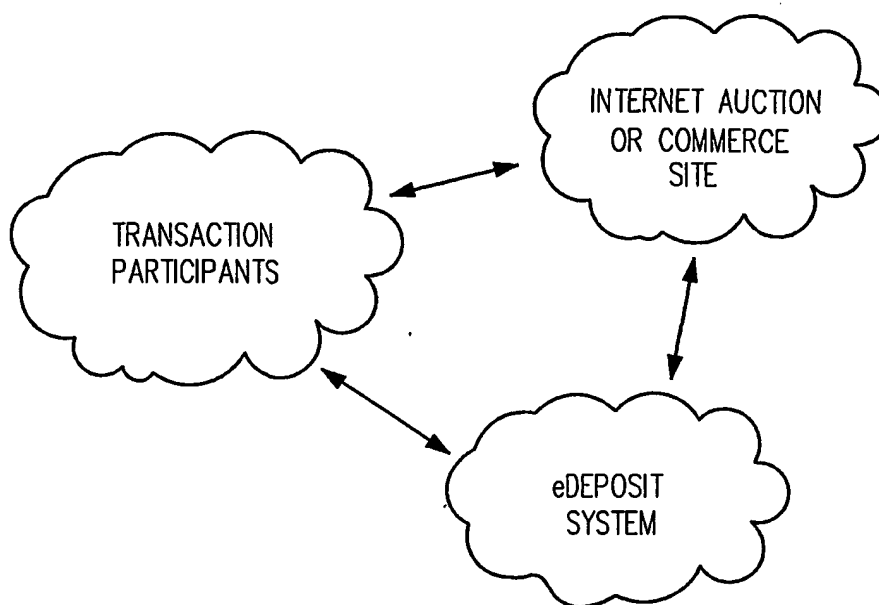 INTERNET AUCTION
OR COMMERCE
SITE
TRANSACTION
PARTICIPANTS
eDEPOSIT
SYSTEM